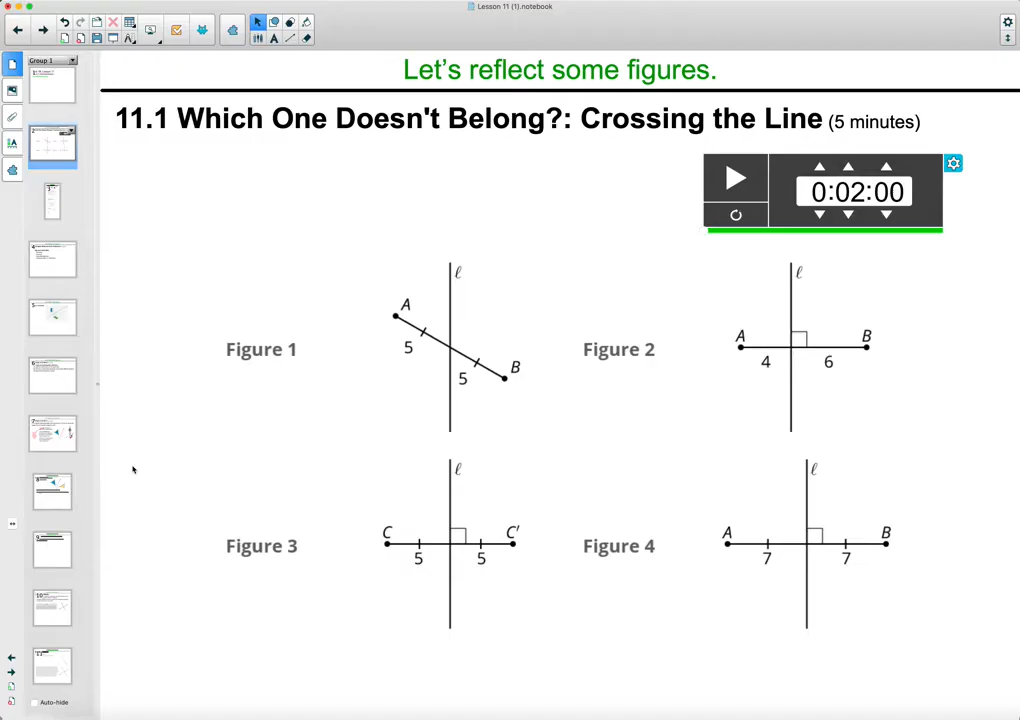 Lesson 11 (1).notebook
Group 1
Let's reflect some figures.
11.1 Which One Doesn't Belong?: Crossing the Line (5 minutes)
0:02:00
ℓ
A
5
5
B
Figure 1
ℓ
A
B
4
6
Figure 2
ℓ
C
C'
5
5
Figure 3
ℓ
A
B
7
7
Figure 4
Auto-hide